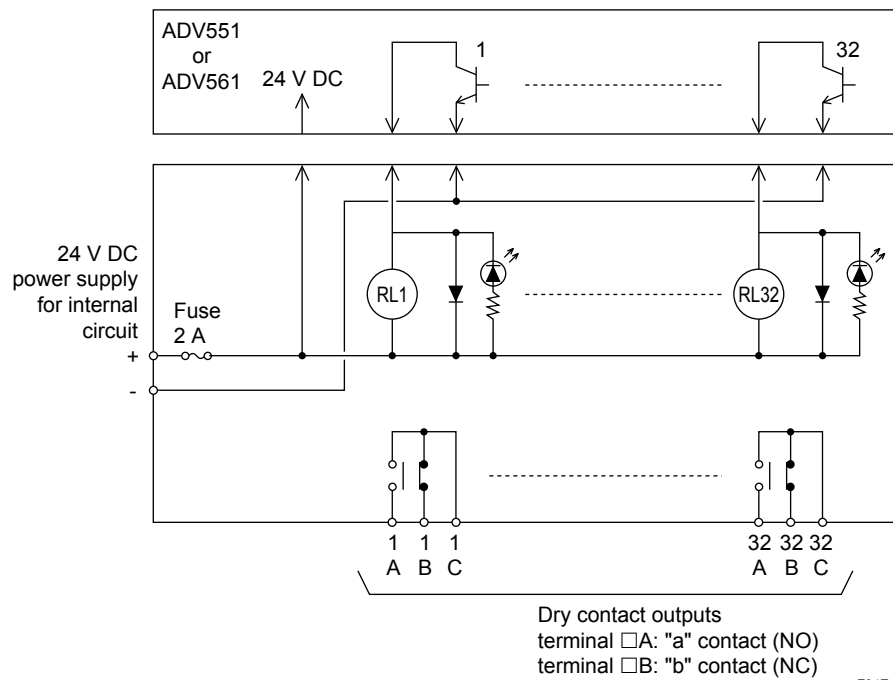 ADV551
or
ADV561
24 V DC
1
32
24 V DC
power supply
for internal
circuit
Fuse
2 A
+
-
RL1
RL32
1 1 1
A B C
32 32 32
A B C
Dry contact outputs
terminal □A: "a" contact (NO)
terminal □B: "b" contact (NC)